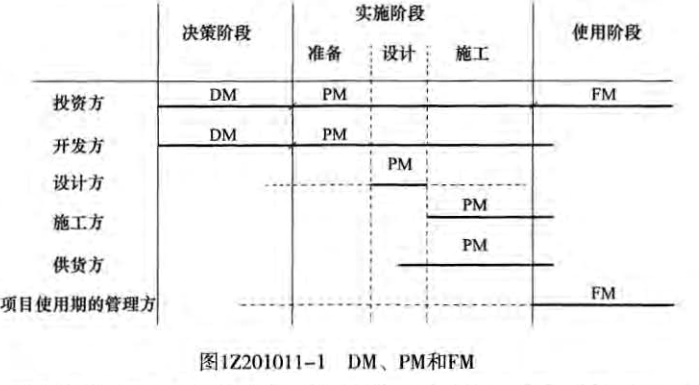 决策阶段 实施阶段 使用阶段
准备 设计 施工
投资方 DM PM FM
开发方 DM PM
设计方 PM
施工方 PM
供货方 PM
项目使用期的管理方 FM
图1Z201011-1 DM、PM和FM